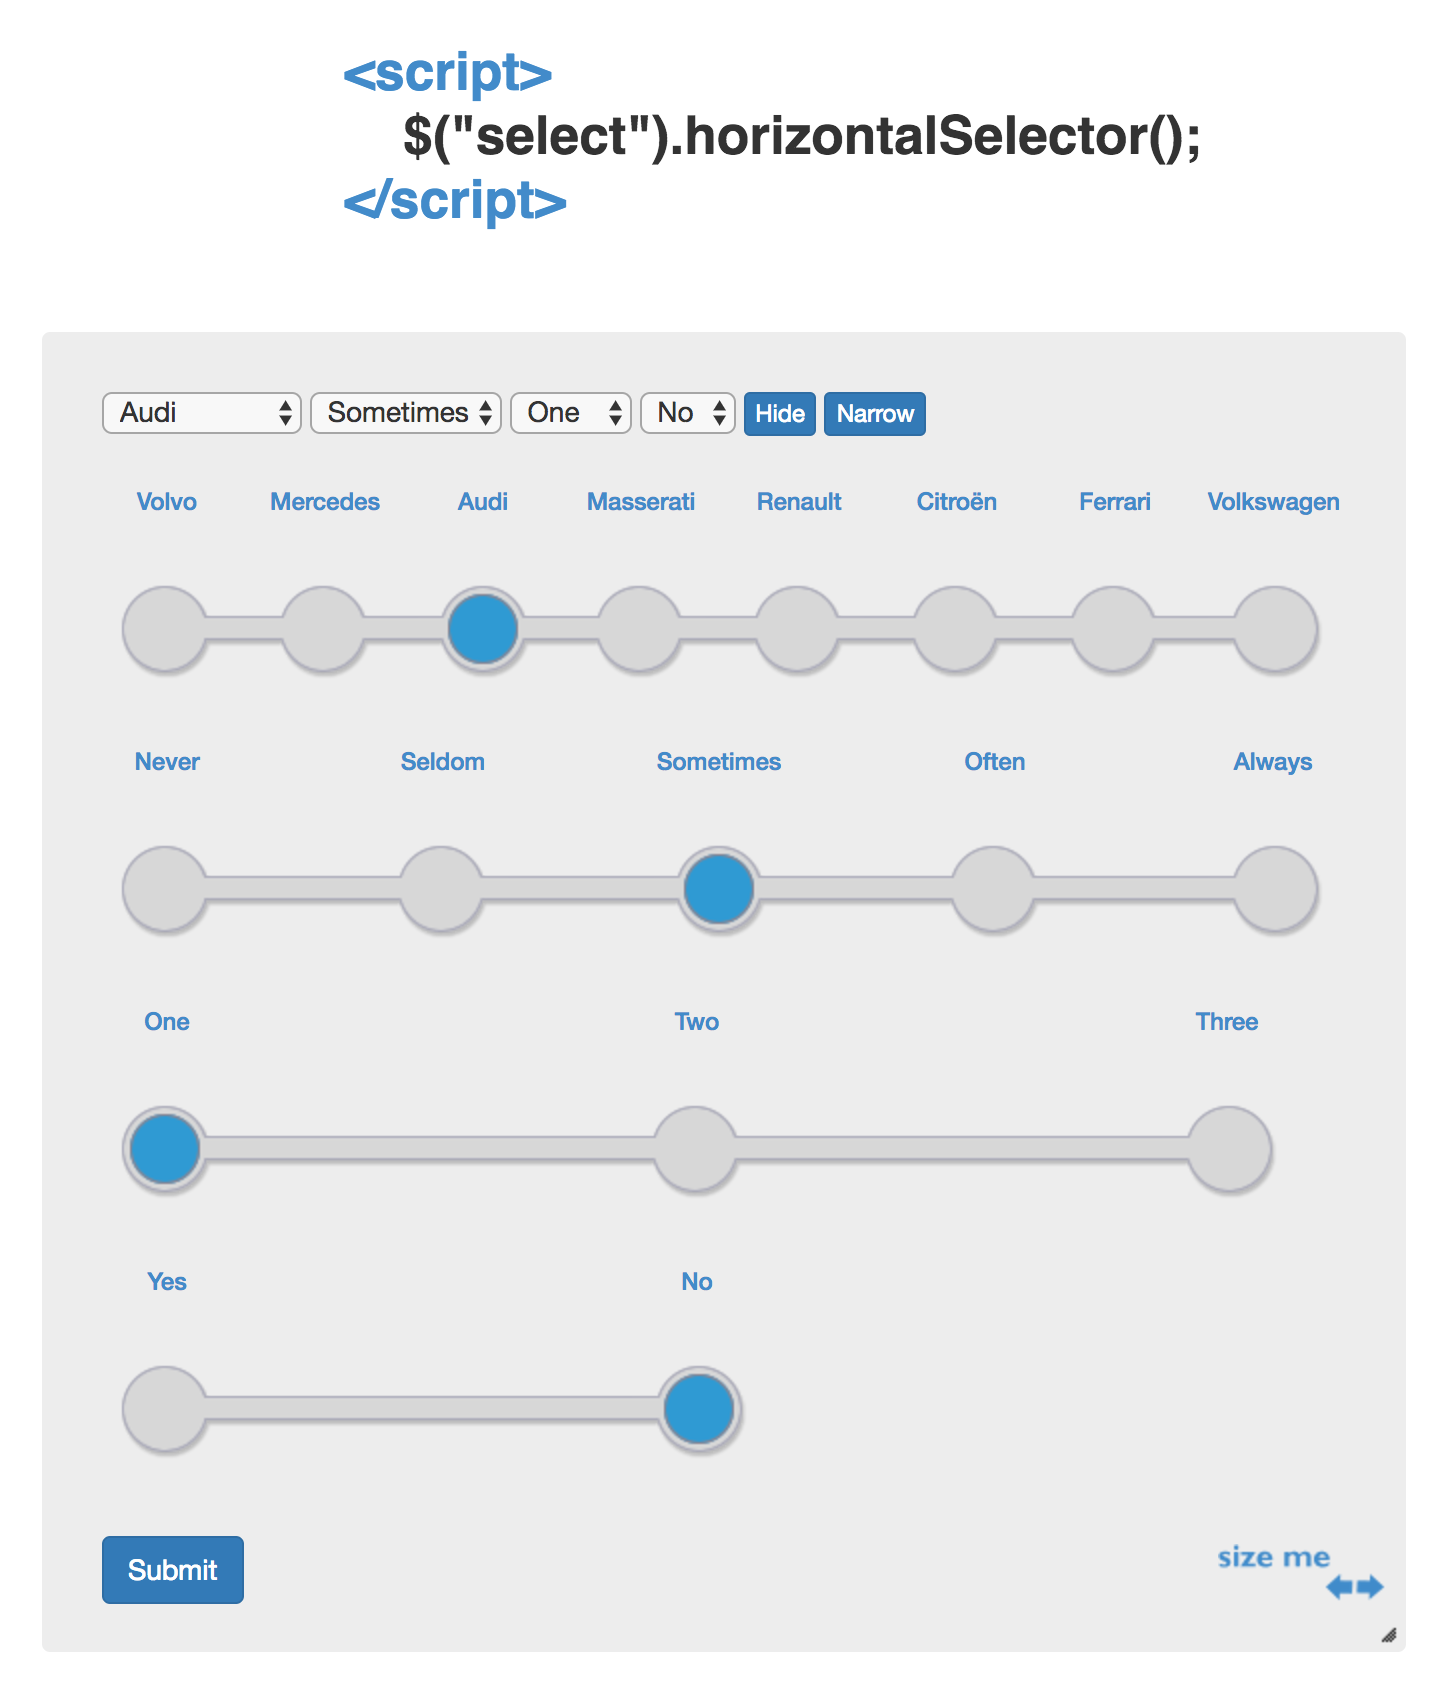 <script>
$("select").horizontalSelector();
</script>
Audi Sometimes One No Hide Narrow
Volvo Mercedes Audi Masserati Renault Citroën Ferrari Volkswagen
Never Seldom Sometimes Often Always
One Two Three
Yes No
Submit
size me